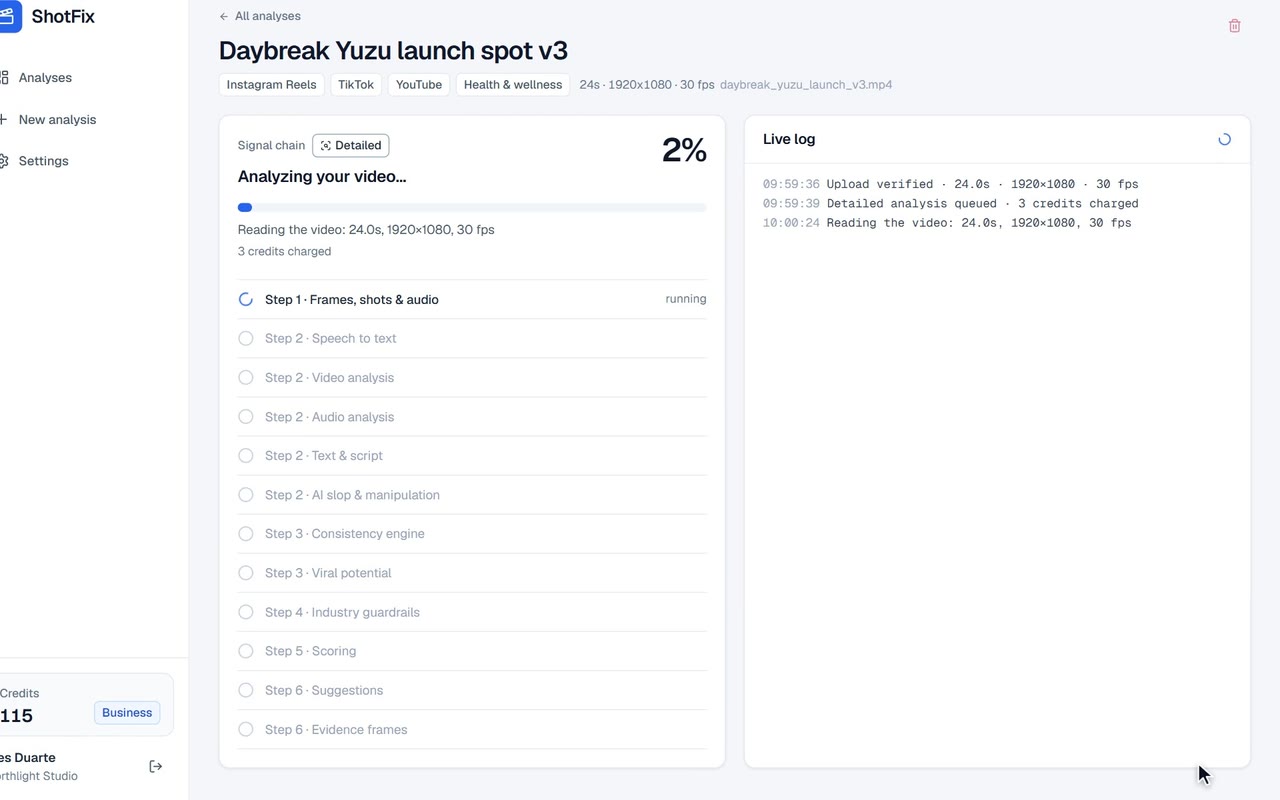 ShotFix
Analyses
New analysis
Settings
Credits
115
Business
es Duarte
rthlight Studio
← All analyses
Daybreak Yuzu launch spot v3
Instagram Reels TikTok YouTube Health & wellness 24s · 1920x1080 · 30 fps daybreak_yuzu_launch_v3.mp4
Signal chain Detailed
2%
Analyzing your video...
Reading the video: 24.0s, 1920×1080, 30 fps
3 credits charged
Step 1 · Frames, shots & audio running
Step 2 · Speech to text
Step 2 · Video analysis
Step 2 · Audio analysis
Step 2 · Text & script
Step 2 · AI slop & manipulation
Step 3 · Consistency engine
Step 3 · Viral potential
Step 4 · Industry guardrails
Step 5 · Scoring
Step 6 · Suggestions
Step 6 · Evidence frames
Live log
09:59:36 Upload verified · 24.0s · 1920×1080 · 30 fps
09:59:39 Detailed analysis queued · 3 credits charged
10:00:24 Reading the video: 24.0s, 1920×1080, 30 fps